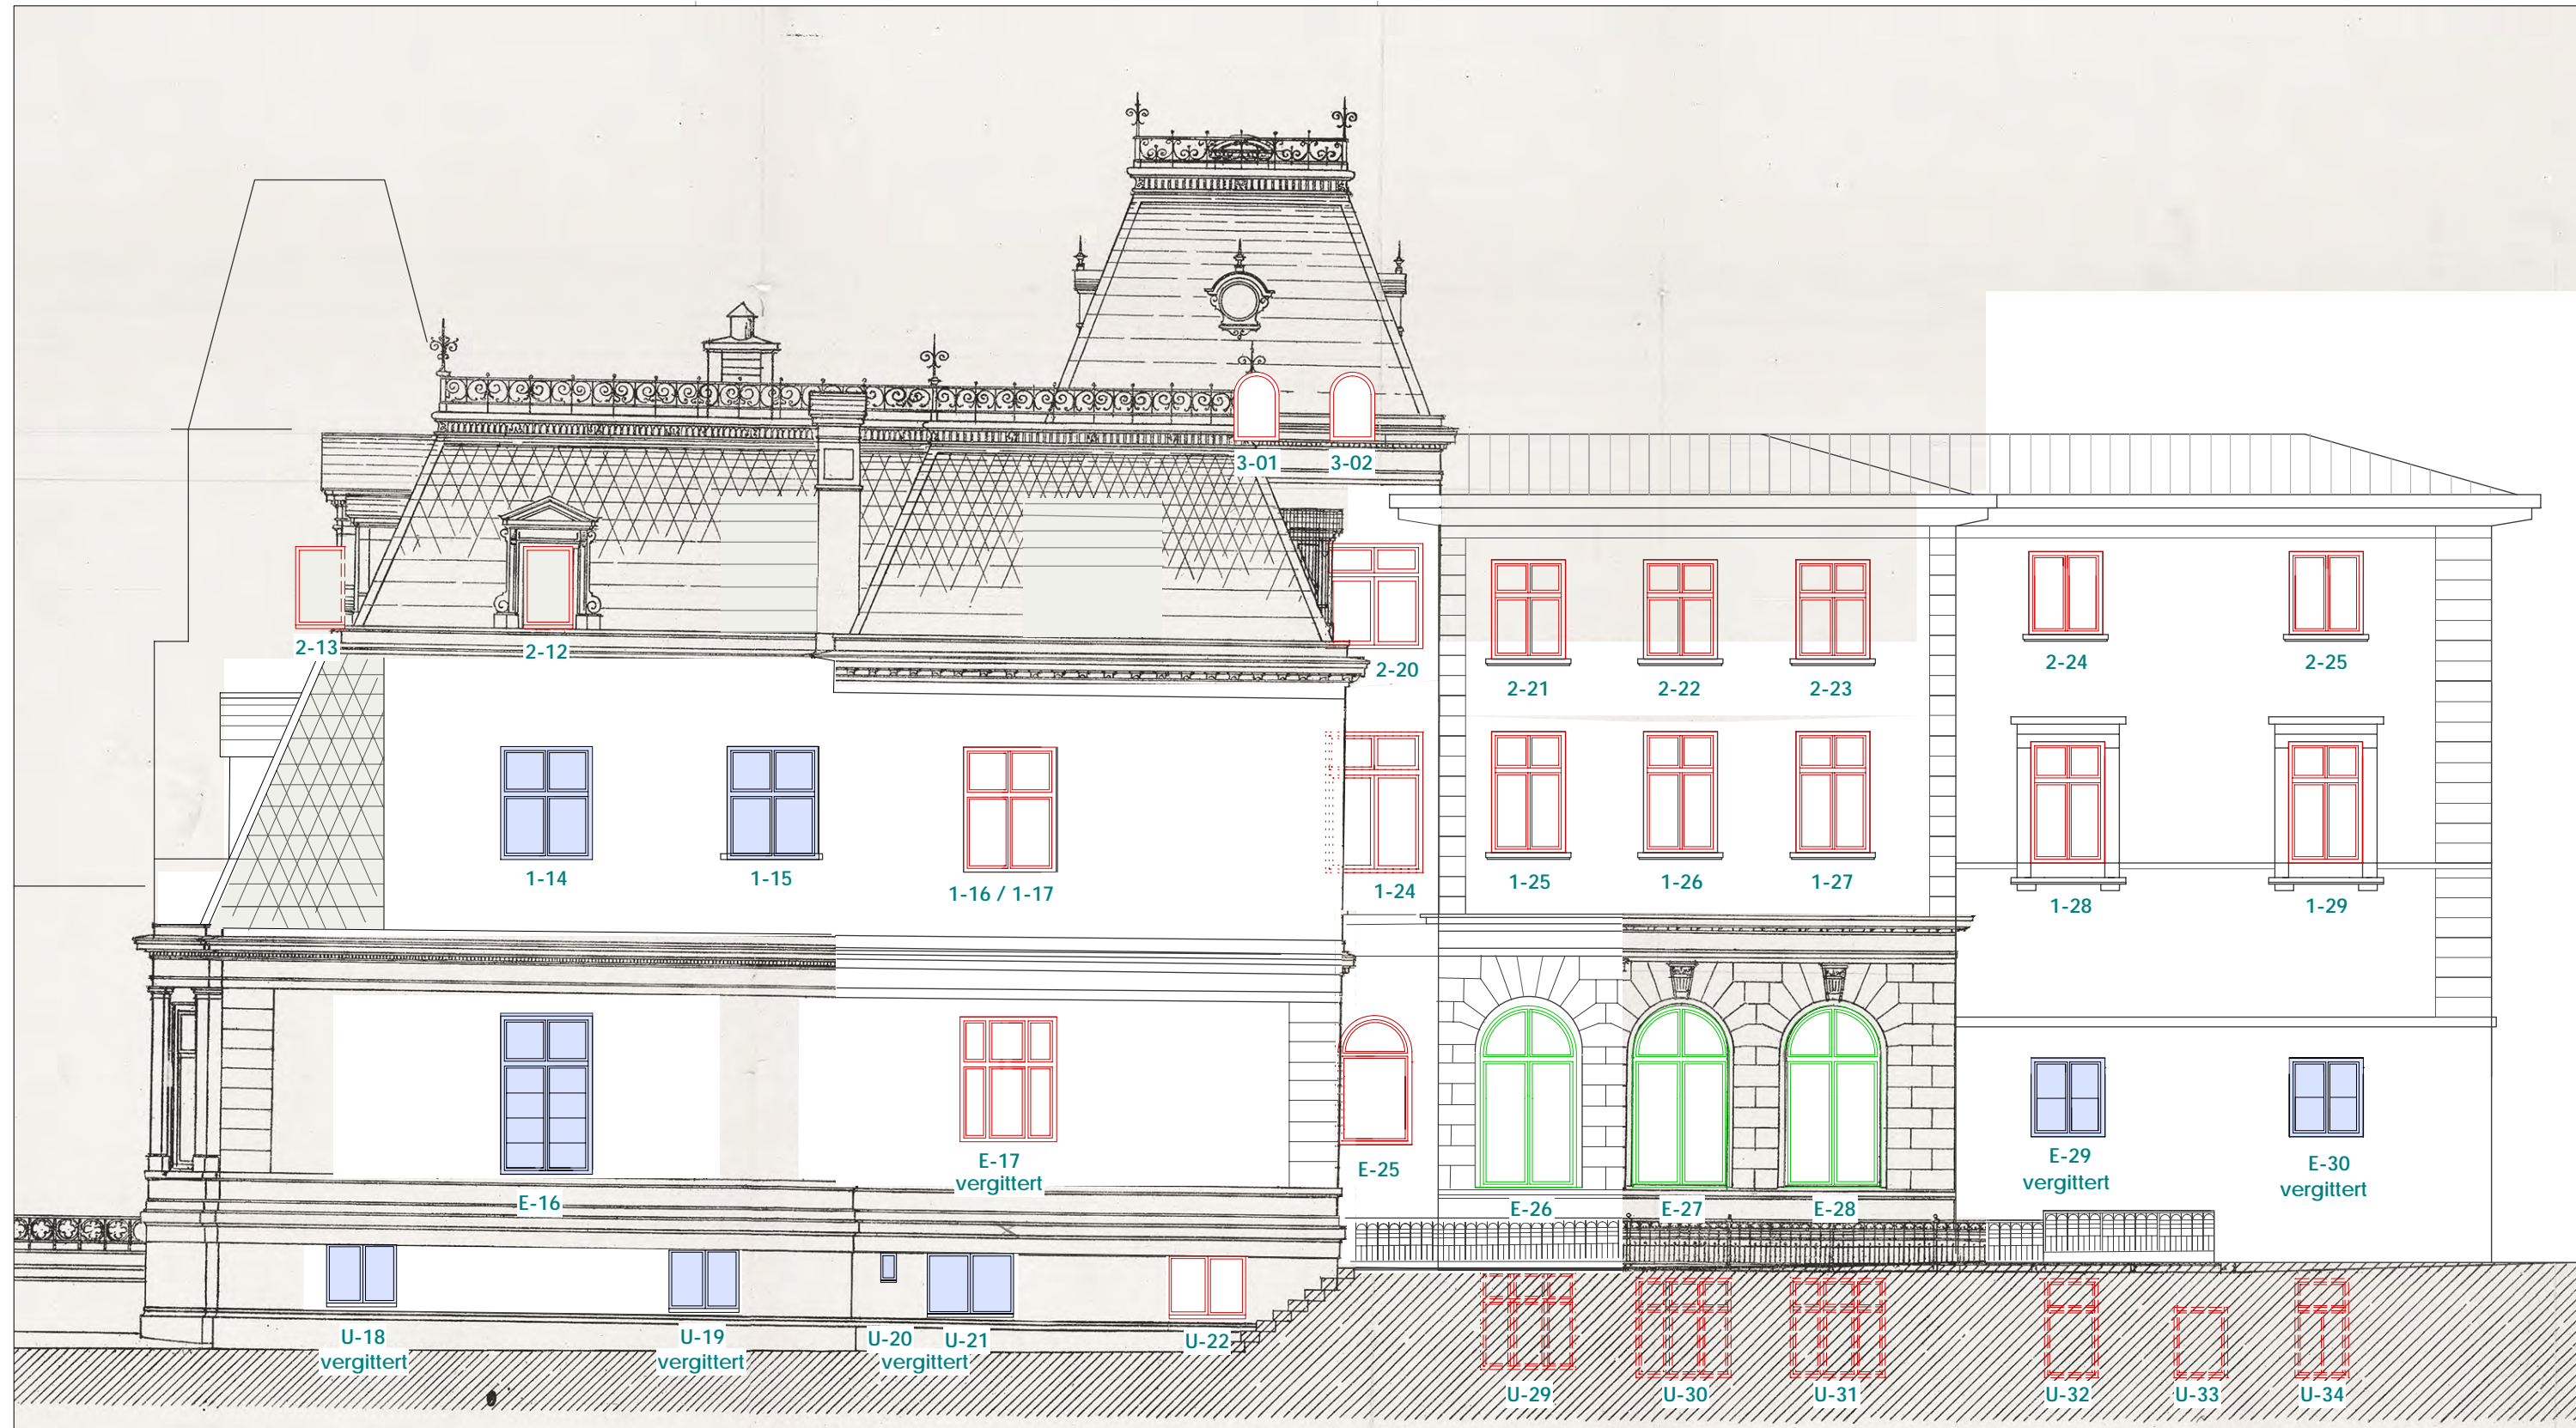 3-01 3-02
2-13 2-12 2-20 2-21 2-22 2-23 2-24 2-25
1-14 1-15 1-16 / 1-17 1-24 1-25 1-26 1-27 1-28 1-29
E-16
E-17
vergittert
E-25 E-26 E-27 E-28
E-29
vergittert
E-30
vergittert
U-18
vergittert
U-19
vergittert
U-20 U-21
vergittert
U-22 U-29 U-30 U-31 U-32 U-33 U-34